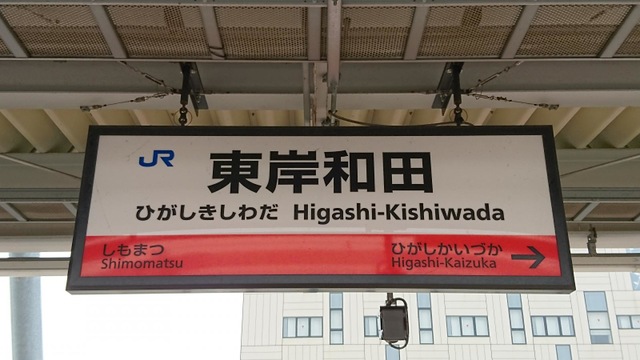 JR 東岸和田
ひがしきしわだ Higashi-Kishiwada
しもまつ ひがしかいづか
Shimomatsu Higashi-Kaizuka →